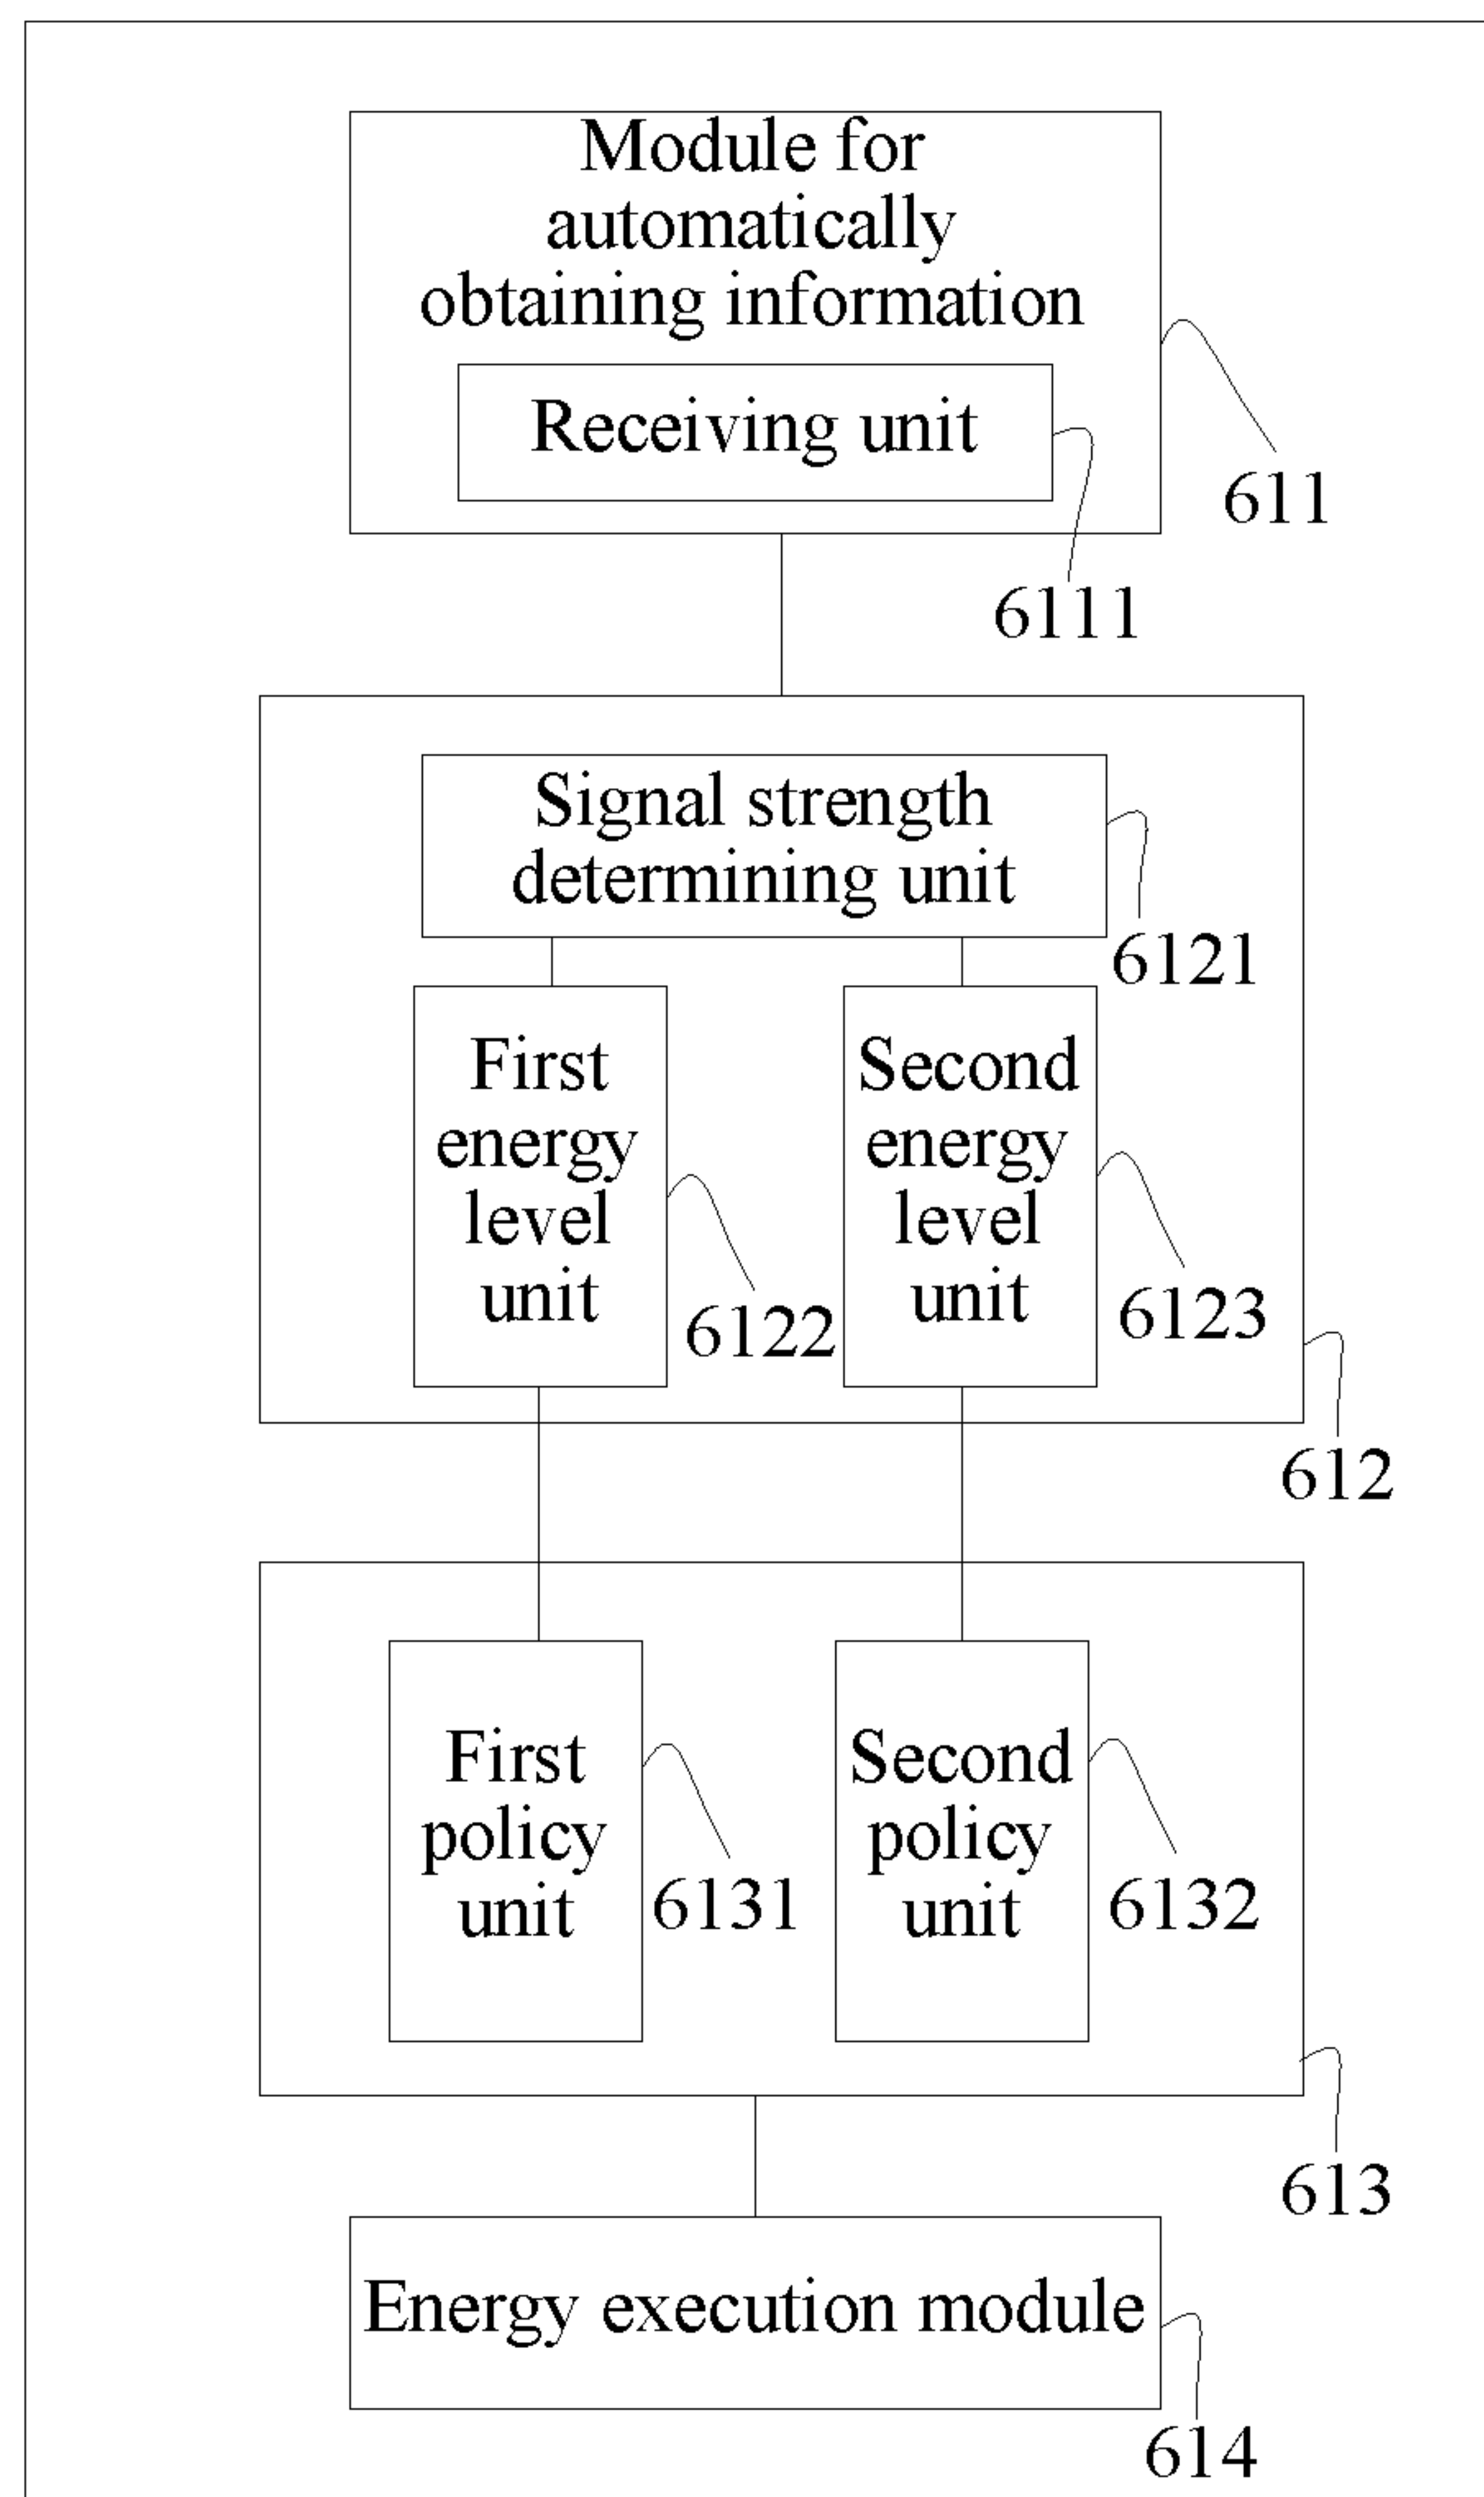 Module for
automatically
obtaining information
Receiving unit
611
6111
Signal strength
determining unit
6121
First
energy
level
unit
6122
Second
energy
level
unit
6123
612
First
policy
unit
6131
Second
policy
unit
6132
613
Energy execution module
614